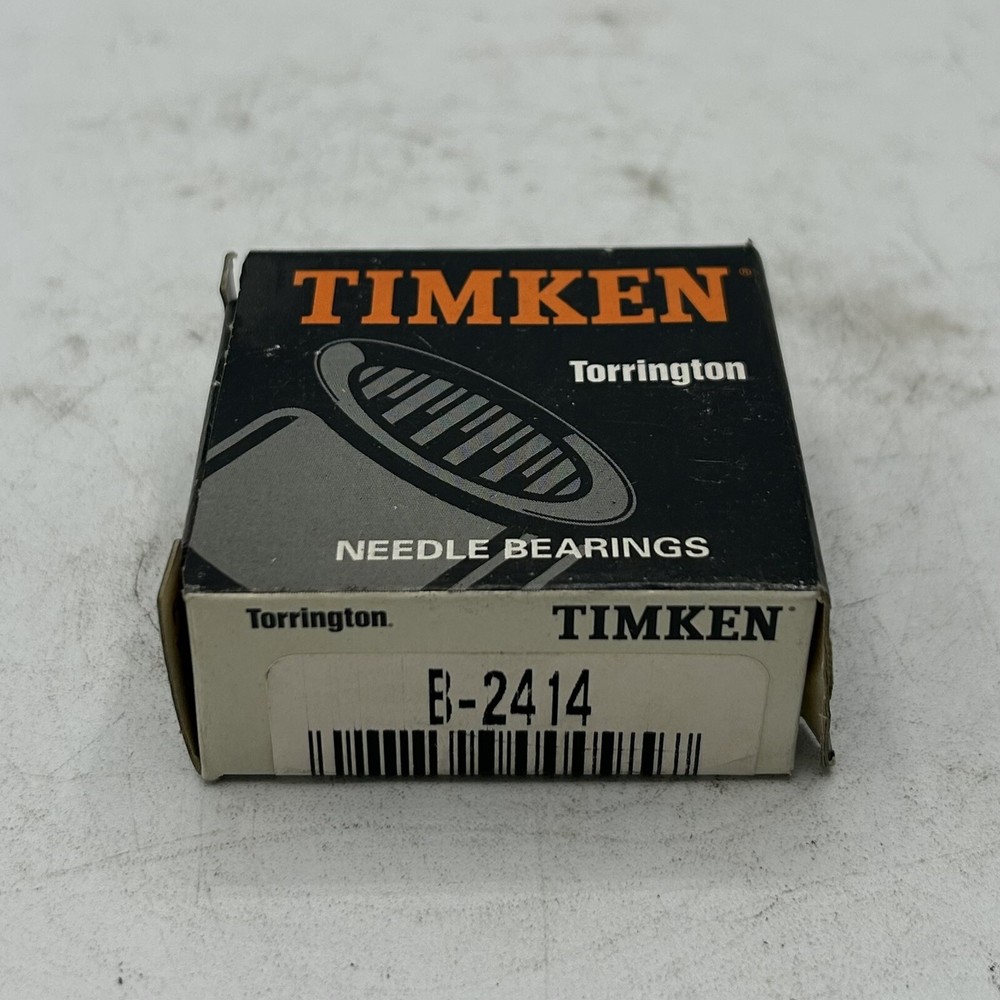 TIMKEN®
Torrington
NEEDLE BEARINGS
Torrington.
TIMKEN
B-2414